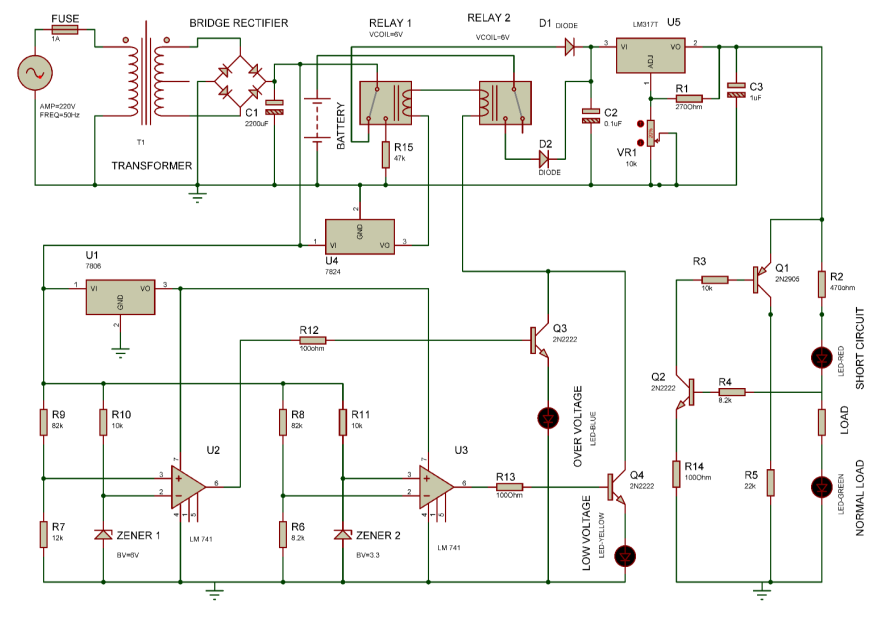 FUSE
1A
BRIDGE RECTIFIER
RELAY 1
VCOIL=6V
RELAY 2
VCOIL=6V
D1
DIODE
LM317T
U5
3
VI
VO
2
ADJ
1
AMP=220V
FREQ=50Hz
T1
TRANSFORMER
C1
2200uF
BATTERY
R15
47k
D2
DIODE
C2
0.1uF
R1
270Ohm
C3
1uF
VR1
10k
U1
7806
1
VI
VO
3
GND
2
2
GND
1
VI
VO
3
U4
7824
R12
100ohm
Q3
2N2222
R3
10k
Q1
2N2905
R2
470ohm
LED-RED
SHORT CIRCUIT
R9
82k
R10
10k
R8
82k
R11
10k
OVER VOLTAGE
LED-BLUE
Q2
2N2222
R4
8.2k
LOAD
U2
7
3
2
6
4
1
5
LM 741
U3
7
3
2
6
4
1
5
LM 741
R13
100Ohm
Q4
2N2222
R14
100Ohm
R5
22k
LED-GREEN
NORMAL LOAD
R7
12k
ZENER 1
BV=6V
R6
8.2k
ZENER 2
BV=3.3
LOW VOLTAGE
LED-YELLOW